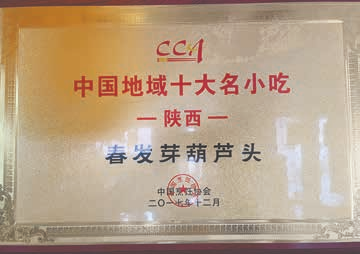 CCA
中国地域十大名小吃
—陕西—
春发芽葫芦头
中国烹饪协会
二〇一七年十二月